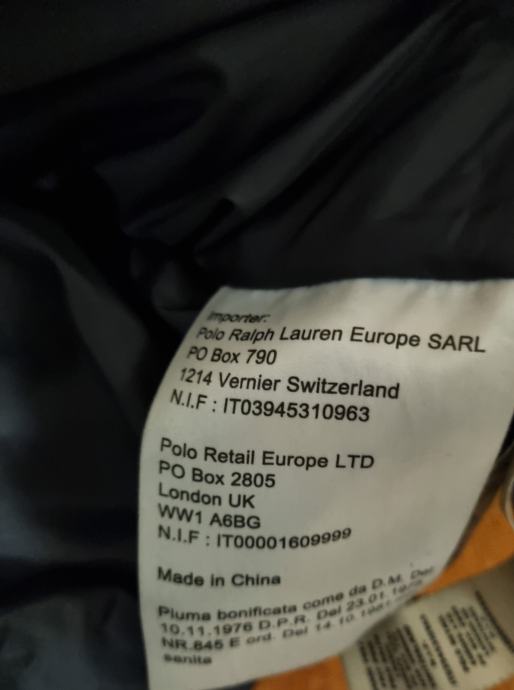 Importer:
Polo Ralph Lauren Europe SARL
PO Box 790
1214 Vernier Switzerland
N.I.F : IT03945310963
Polo Retail Europe LTD
PO Box 2805
London UK
WW1 A6BG
N.I.F : IT00001609999
Made in China
Piuma bonificata come da D.M. Del
10.11.1976 D.P.R. Del 23.01.1975
NR.845 E ord. Del 14.10.
sanita